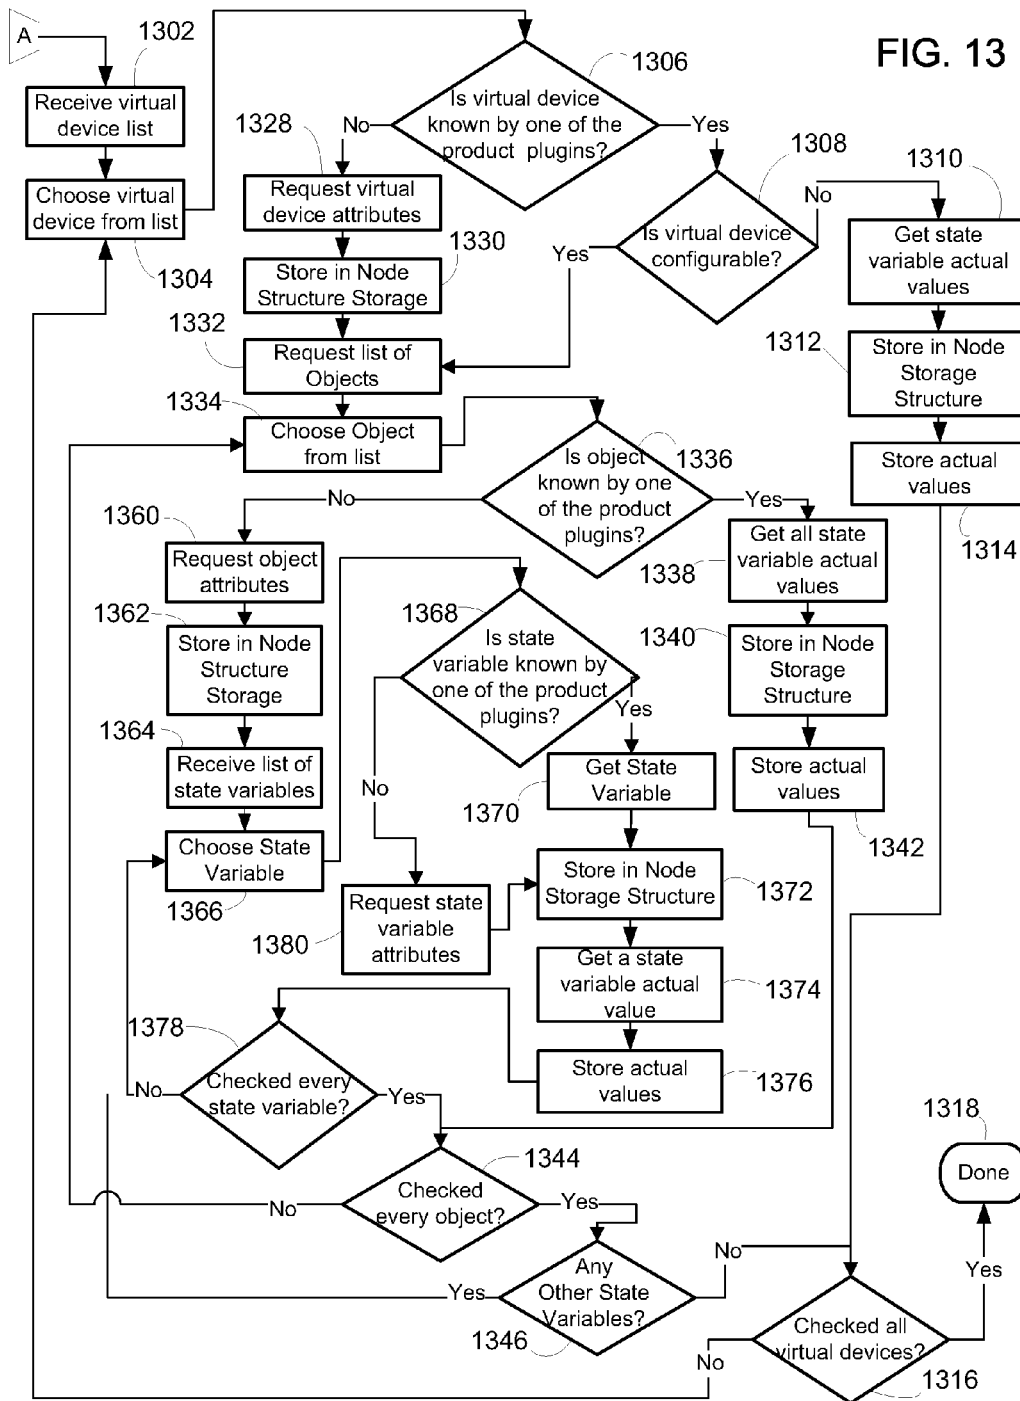 A
1302
FIG. 13
Receive virtual
device list
Choose virtual
device from list
1304
1306
Is virtual device
known by one of the
product plugins?
No
Yes
1328
Request virtual
device attributes
1330
Store in Node
Structure Storage
1332
Request list of
Objects
1334
Choose Object
from list
1308
Is virtual device
configurable?
Yes
No
1310
Get state
variable actual
values
1312
Store in Node
Storage
Structure
Store actual
values
1314
1336
Is object
known by one
of the product
plugins?
No
Yes
1360
Request object
attributes
1362
Store in Node
Structure
Storage
1364
Receive list of
state variables
Choose State
Variable
1366
1338
Get all state
variable actual
values
1340
Store in Node
Storage
Structure
Store actual
values
1342
1368
Is state
variable known by
one of the product
plugins?
No
Yes
Get State
Variable
1370
Store in Node
Storage Structure
1372
1380
Request state
variable
attributes
Get a state
variable actual
value
1374
Store actual
values
1376
1378
Checked every
state variable?
No
Yes
1344
Checked
every object?
No
Yes
Any
Other State
Variables?
Yes
No
1346
1318
Done
Yes
Checked all
virtual devices?
No
1316